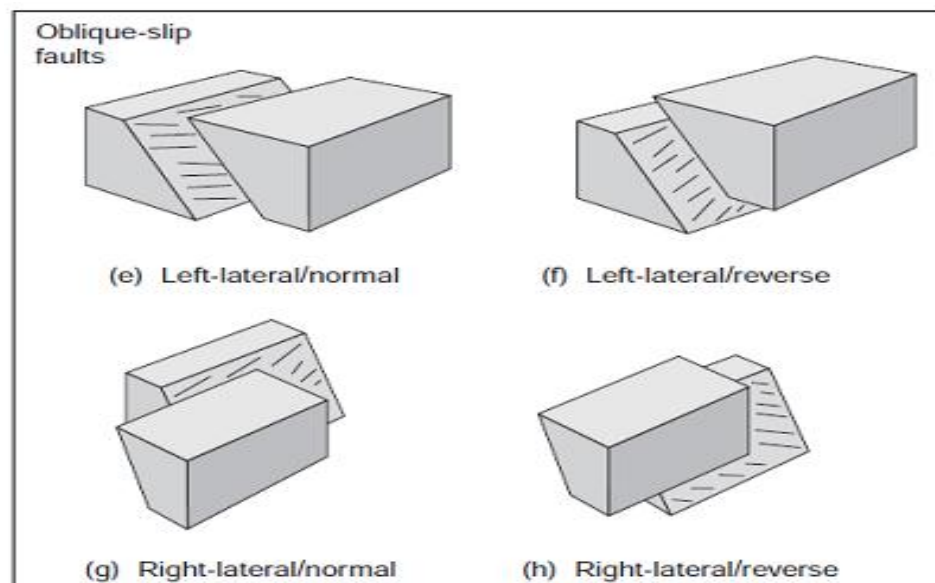 Oblique-slip
faults
(e) Left-lateral/normal
(f) Left-lateral/reverse
(g) Right-lateral/normal
(h) Right-lateral/reverse